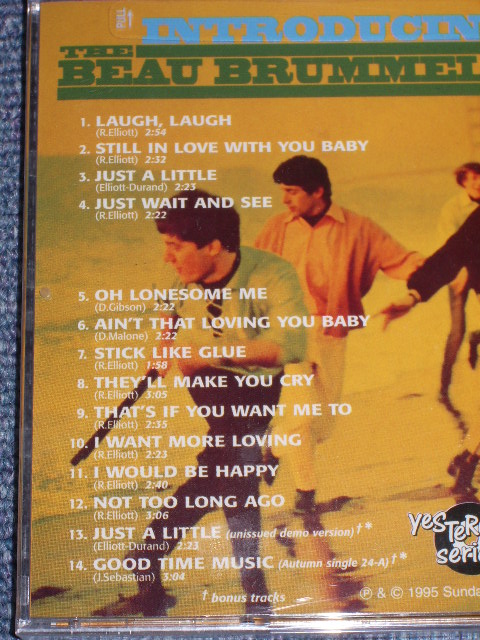 PULL
INTRODUCIN
THE
BEAU BRUMMEL
1. LAUGH, LAUGH
(R.Elliott) 2:54
2. STILL IN LOVE WITH YOU BABY
(R.Elliott) 2:32
3. JUST A LITTLE
(Elliott-Durand) 2:23
4. JUST WAIT AND SEE
(R.Elliott) 2:22
5. OH LONESOME ME
(D.Gibson) 2:22
6. AIN'T THAT LOVING YOU BABY
(D.Malone) 2:22
7. STICK LIKE GLUE
(R.Elliott) 1:58
8. THEY'LL MAKE YOU CRY
(R.Elliott) 3:05
9. THAT'S IF YOU WANT ME TO
(R.Elliott) 2:35
10. I WANT MORE LOVING
(R.Elliott) 2:23
11. I WOULD BE HAPPY
(R.Elliott) 2:40
12. NOT TOO LONG AGO
(R.Elliott) 3:06
13. JUST A LITTLE (unissued demo version) †*
(Elliott-Durand) 2:23
14. GOOD TIME MUSIC (Autumn single 24-A) †*
(J.Sebastian) 3:04
† bonus tracks
yesTERE
serie
℗ & © 1995 Sunda